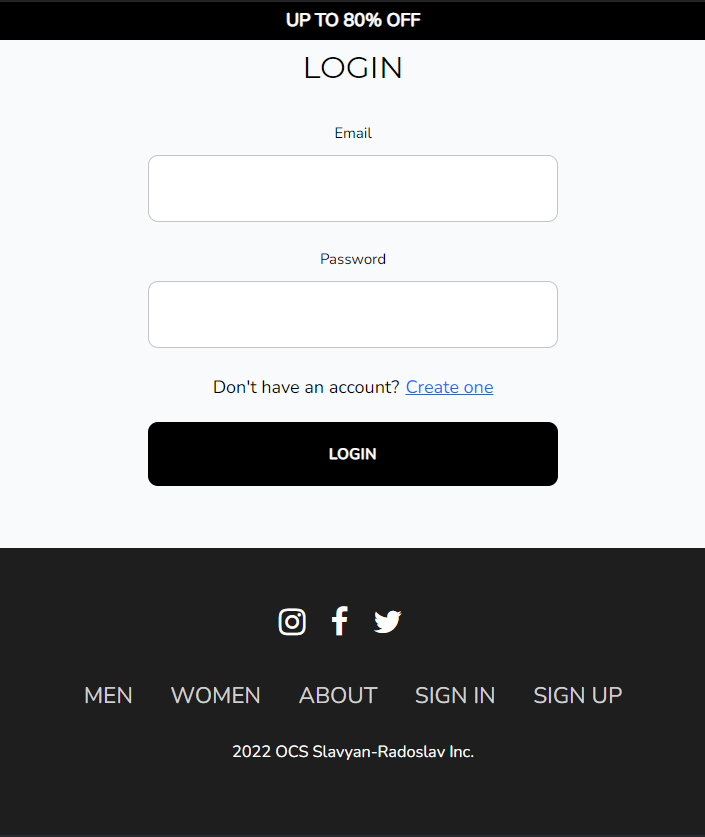 UP TO 80% OFF
LOGIN
Email
Password
Don't have an account? Create one
LOGIN
MEN WOMEN ABOUT SIGN IN SIGN UP
2022 OCS Slavyan-Radoslav Inc.